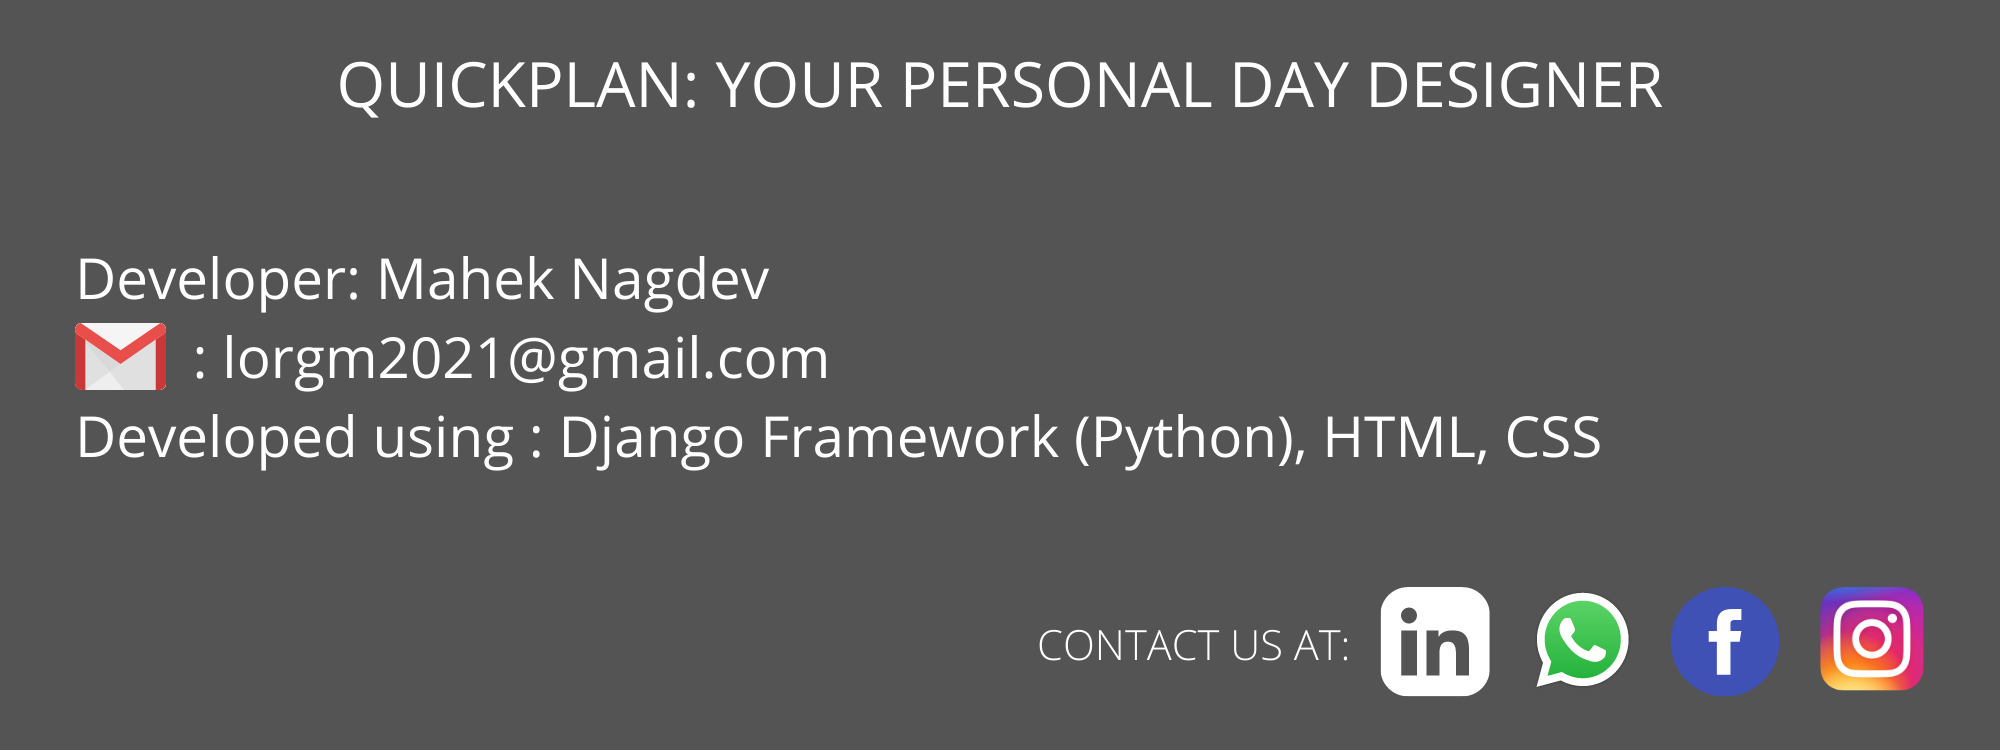 QUICKPLAN: YOUR PERSONAL DAY DESIGNER
Developer: Mahek Nagdev
: lorgm2021@gmail.com
Developed using : Django Framework (Python), HTML, CSS
CONTACT US AT: in f